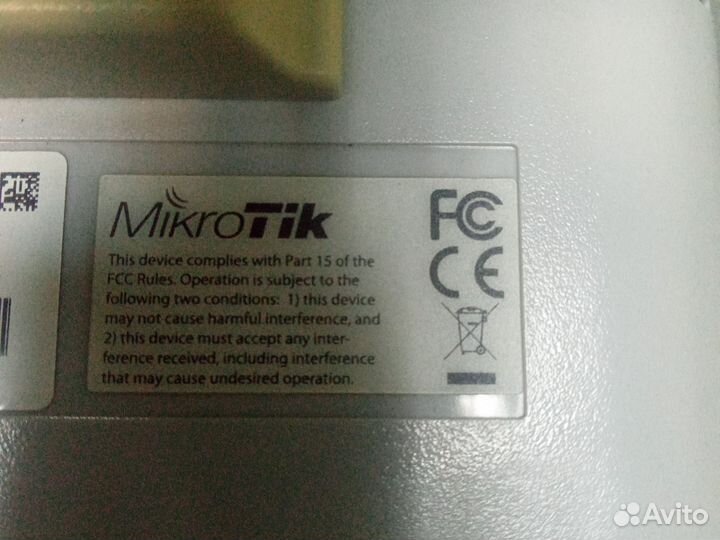 MikroTik
FC
CE
This device complies with Part 15 of the
FCC Rules. Operation is subject to the
following two conditions: 1) this device
may not cause harmful interference, and
2) this device must accept any inter-
ference received, including interference
that may cause undesired operation.
Avito